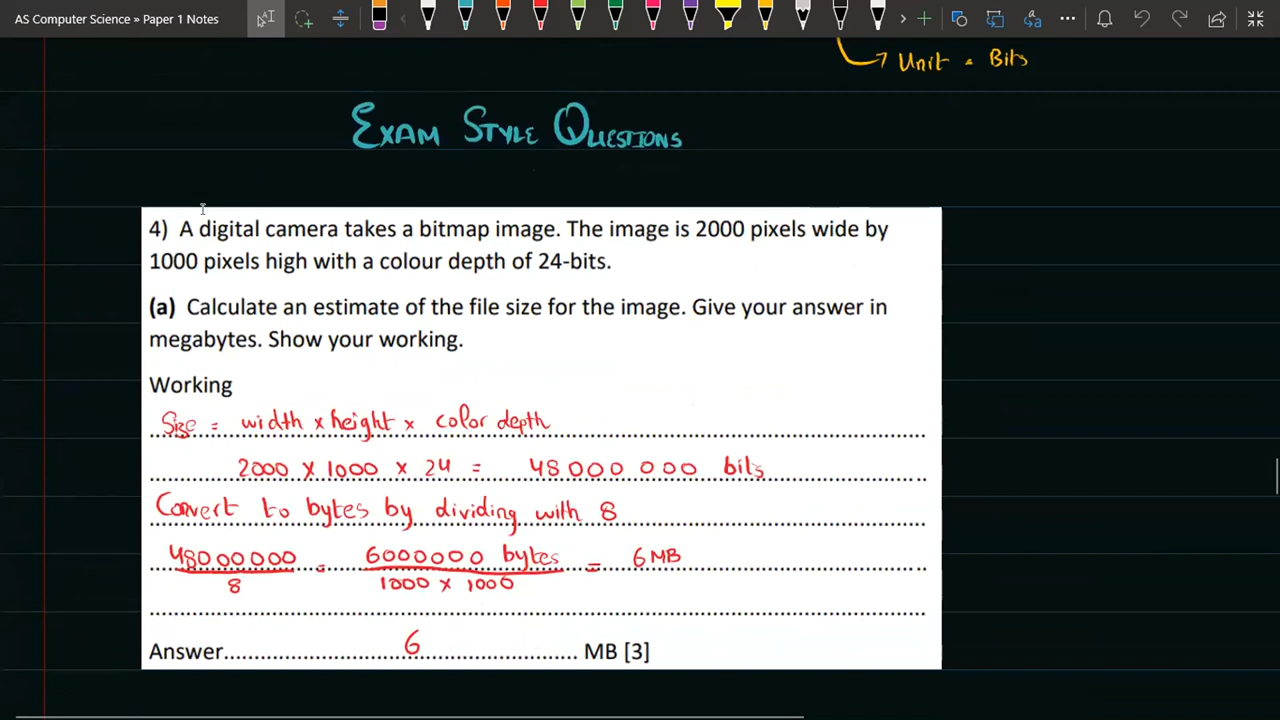 AS Computer Science » Paper 1 Notes
→ Unit = Bits
EXAM STYLE QUESTIONS
4) A digital camera takes a bitmap image. The image is 2000 pixels wide by
1000 pixels high with a colour depth of 24-bits.
(a) Calculate an estimate of the file size for the image. Give your answer in
megabytes. Show your working.
Working
Size = width x height x color depth
2000 x 1000 x 24 = 48000 000 bits
Convert to bytes by dividing with 8
48000000 = 6000000 bytes = 6 MB
8 1000 x 1000
Answer.................6................. MB [3]